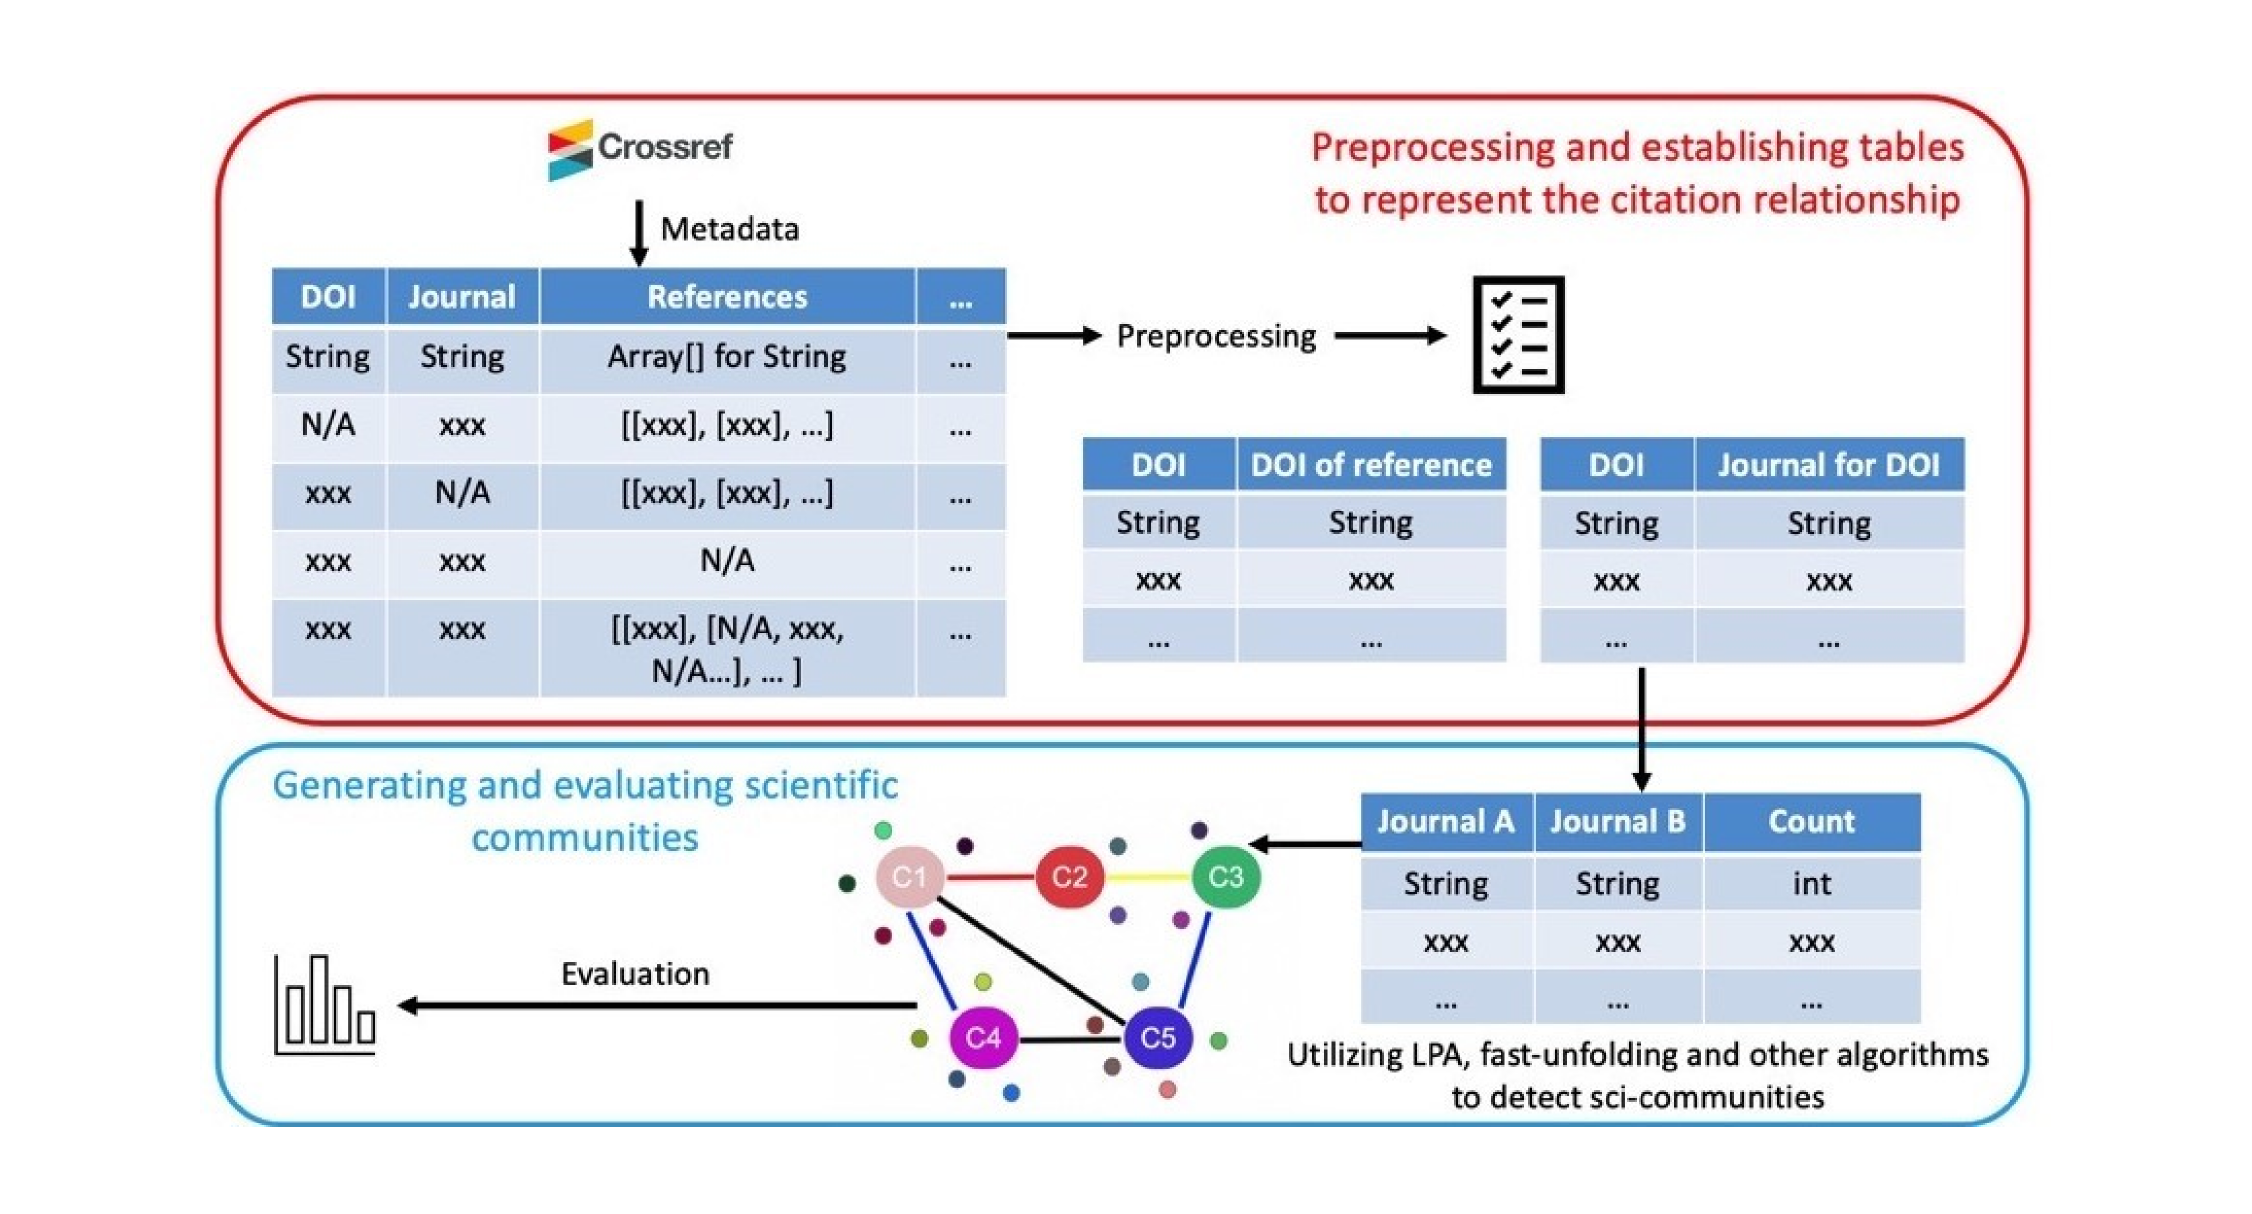 Crossref
Preprocessing and establishing tables
to represent the citation relationship
Metadata
DOI Journal References ...
String String Array[] for String ...
N/A xxx [[xxx], [xxx], ...] ...
xxx N/A [[xxx], [xxx], ...] ...
xxx xxx N/A ...
xxx xxx [[xxx], [N/A, xxx, ...
N/A...], ... ]
Preprocessing
DOI DOI of reference
String String
xxx xxx
... ...
DOI Journal for DOI
String String
xxx xxx
... ...
Generating and evaluating scientific
communities
Journal A Journal B Count
String String int
xxx xxx xxx
... ... ...
Utilizing LPA, fast-unfolding and other algorithms
to detect sci-communities
C1 C2 C3
C4 C5
Evaluation